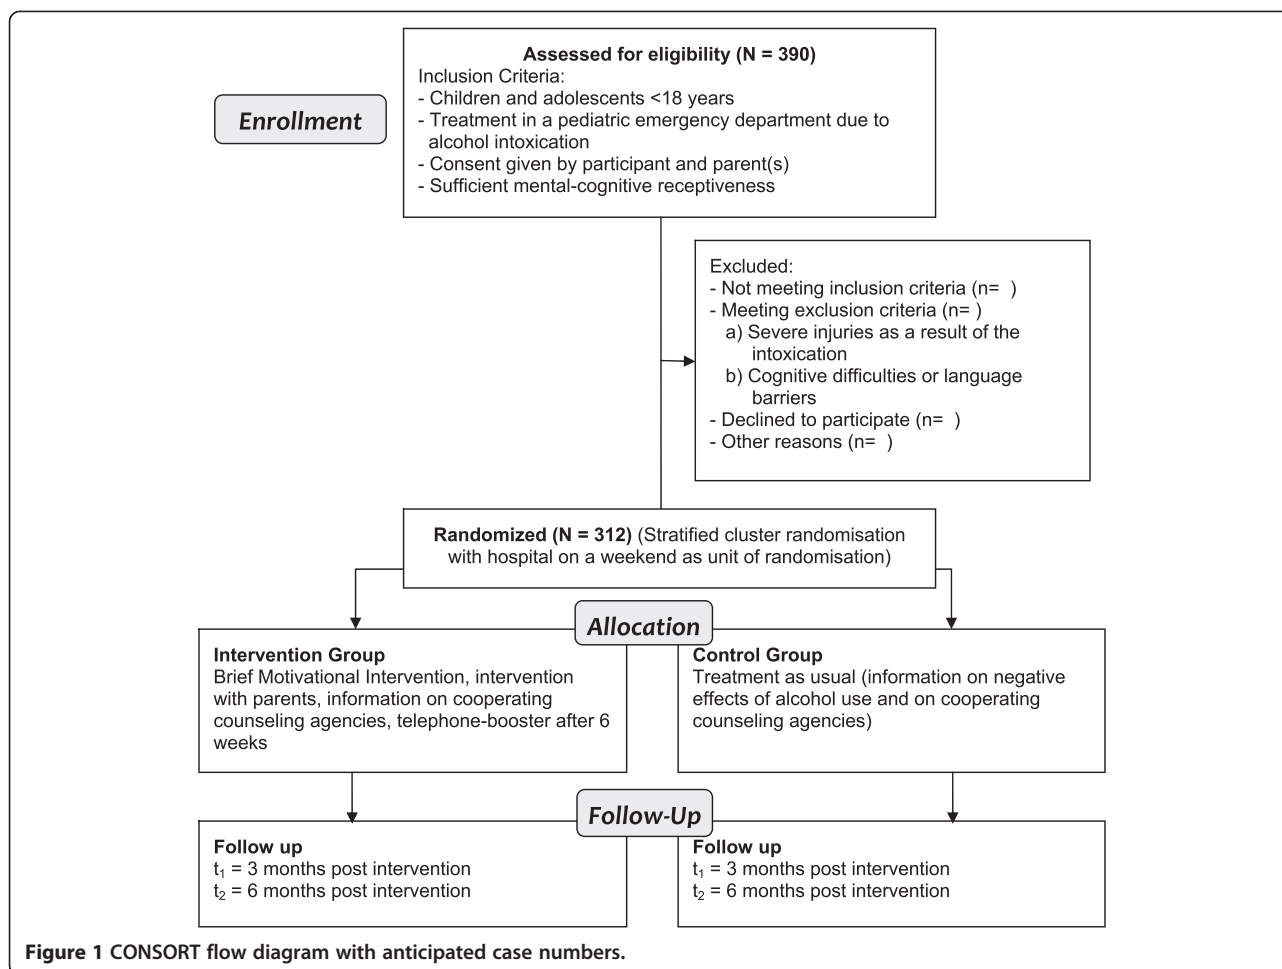 Assessed for eligibility (N = 390)
Inclusion Criteria:
- Children and adolescents <18 years
- Treatment in a pediatric emergency department due to
alcohol intoxication
- Consent given by participant and parent(s)
- Sufficient mental-cognitive receptiveness
Enrollment
Excluded:
- Not meeting inclusion criteria (n=  )
- Meeting exclusion criteria (n= )
a) Severe injuries as a result of the
intoxication
b) Cognitive difficulties or language
barriers
- Declined to participate (n=  )
- Other reasons (n=  )
Randomized (N = 312) (Stratified cluster randomisation
with hospital on a weekend as unit of randomisation)
Allocation
Intervention Group
Brief Motivational Intervention, intervention
with parents, information on cooperating
counseling agencies, telephone-booster after 6
weeks
Control Group
Treatment as usual (information on negative
effects of alcohol use and on cooperating
counseling agencies)
Follow-Up
Follow up
t₁ = 3 months post intervention
t₂ = 6 months post intervention
Follow up
t₁ = 3 months post intervention
t₂ = 6 months post intervention
Figure 1 CONSORT flow diagram with anticipated case numbers.